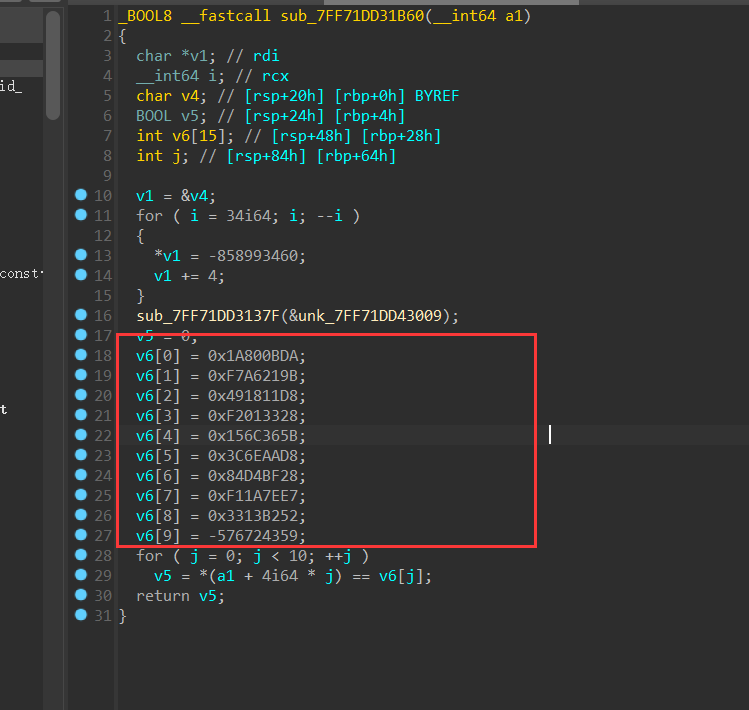 1 _BOOL8 __fastcall sub_7FF71DD31B60(__int64 a1)
2 {
3 char *v1; // rdi
id_
4 __int64 i; // rcx
5 char v4; // [rsp+20h] [rbp+0h] BYREF
6 BOOL v5; // [rsp+24h] [rbp+4h]
7 int v6[15]; // [rsp+48h] [rbp+28h]
8 int j; // [rsp+84h] [rbp+64h]
9
10 v1 = &v4;
11 for ( i = 34i64; i; --i )
12 {
13 *v1 = -858993460;
const
14 v1 += 4;
15 }
16 sub_7FF71DD3137F(&unk_7FF71DD43009);
17 v5 = 0;
18 v6[0] = 0x1A800BDA;
19 v6[1] = 0xF7A6219B;
20 v6[2] = 0x491811D8;
t
21 v6[3] = 0xF2013328;
22 v6[4] = 0x156C365B;
23 v6[5] = 0x3C6EAAD8;
24 v6[6] = 0x84D4BF28;
25 v6[7] = 0xF11A7EE7;
26 v6[8] = 0x3313B252;
27 v6[9] = -576724359;
28 for ( j = 0; j < 10; ++j )
29 v5 = *(a1 + 4i64 * j) == v6[j];
30 return v5;
31 }